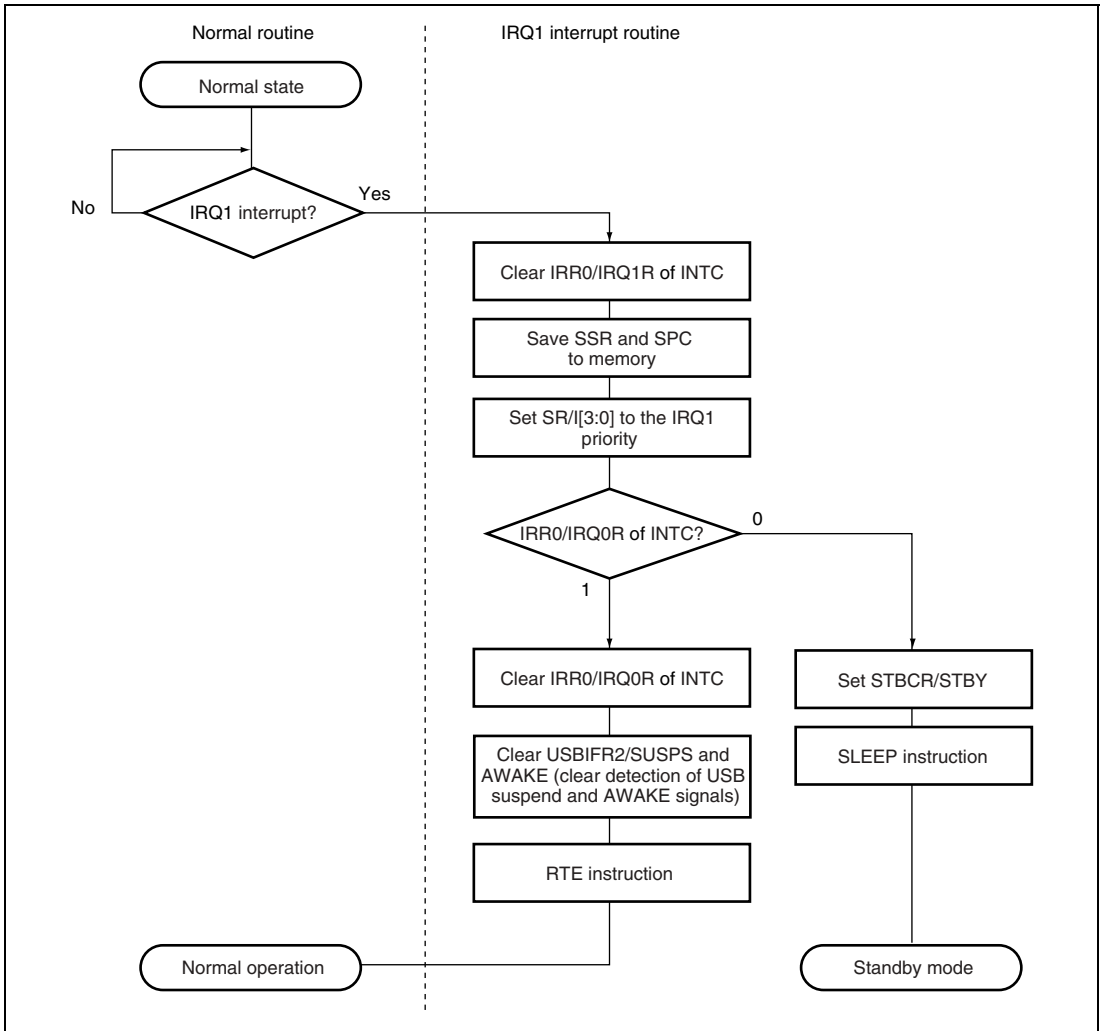 Normal routine
IRQ1 interrupt routine
Normal state
No
IRQ1 interrupt?
Yes
Clear IRR0/IRQ1R of INTC
Save SSR and SPC
to memory
Set SR/I[3:0] to the IRQ1
priority
IRR0/IRQ0R of INTC?
0
1
Clear IRR0/IRQ0R of INTC
Set STBCR/STBY
Clear USBIFR2/SUSPS and
AWAKE (clear detection of USB
suspend and AWAKE signals)
SLEEP instruction
RTE instruction
Normal operation
Standby mode